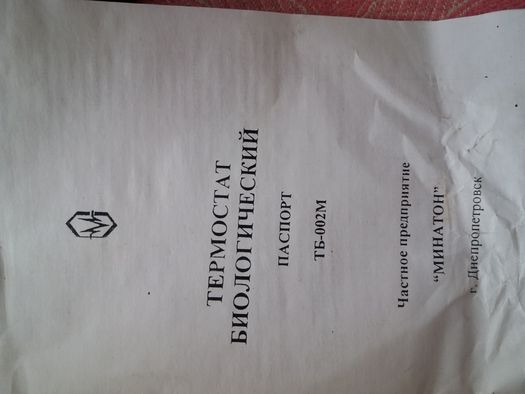 ТЕРМОСТАТ
БИОЛОГИЧЕСКИЙ
ПАСПОРТ
ТБ-002М
Частное предприятие
“МИНАТОН”
г. Днепропетровск